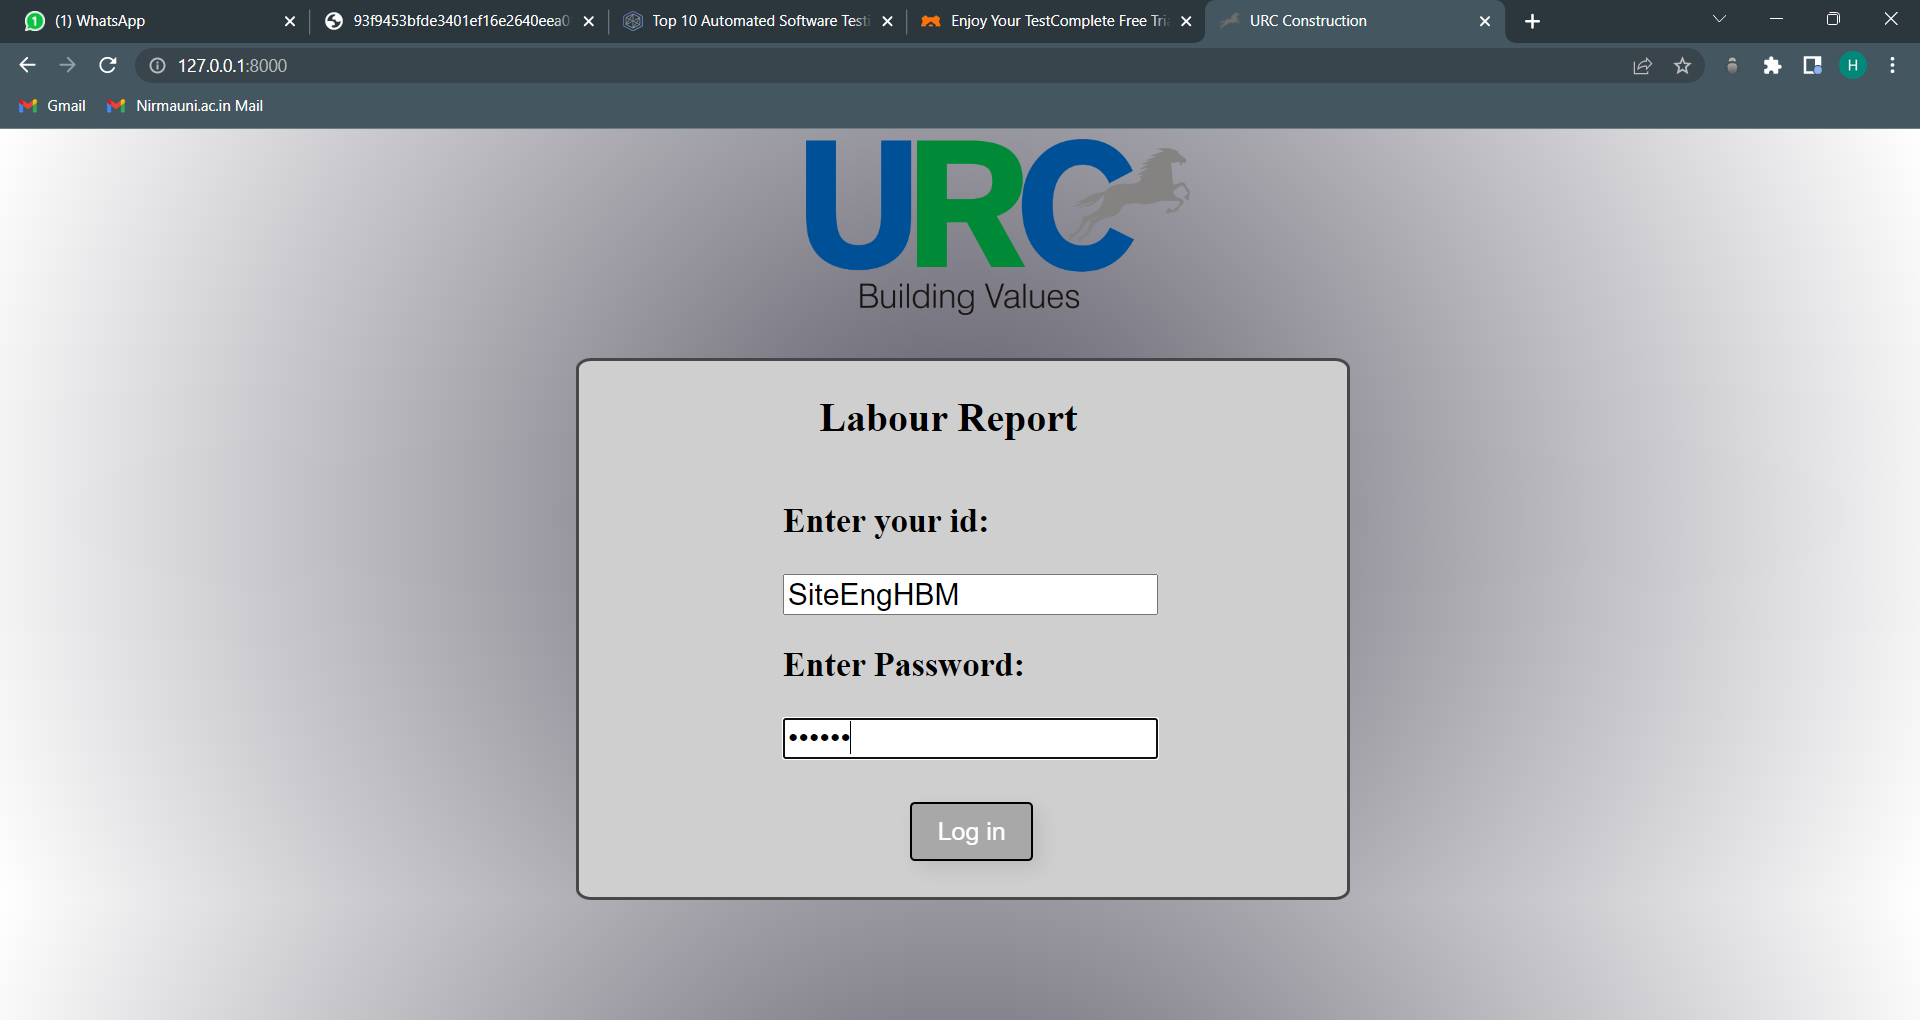 (1) WhatsApp
93f9453bfde3401ef16e2640eea0
Top 10 Automated Software Testi
Enjoy Your TestComplete Free Tria
URC Construction
127.0.0.1:8000
H
Gmail
Nirmauni.ac.in Mail
URC
Building Values
Labour Report
Enter your id:
SiteEngHBM
Enter Password:
••••••
Log in